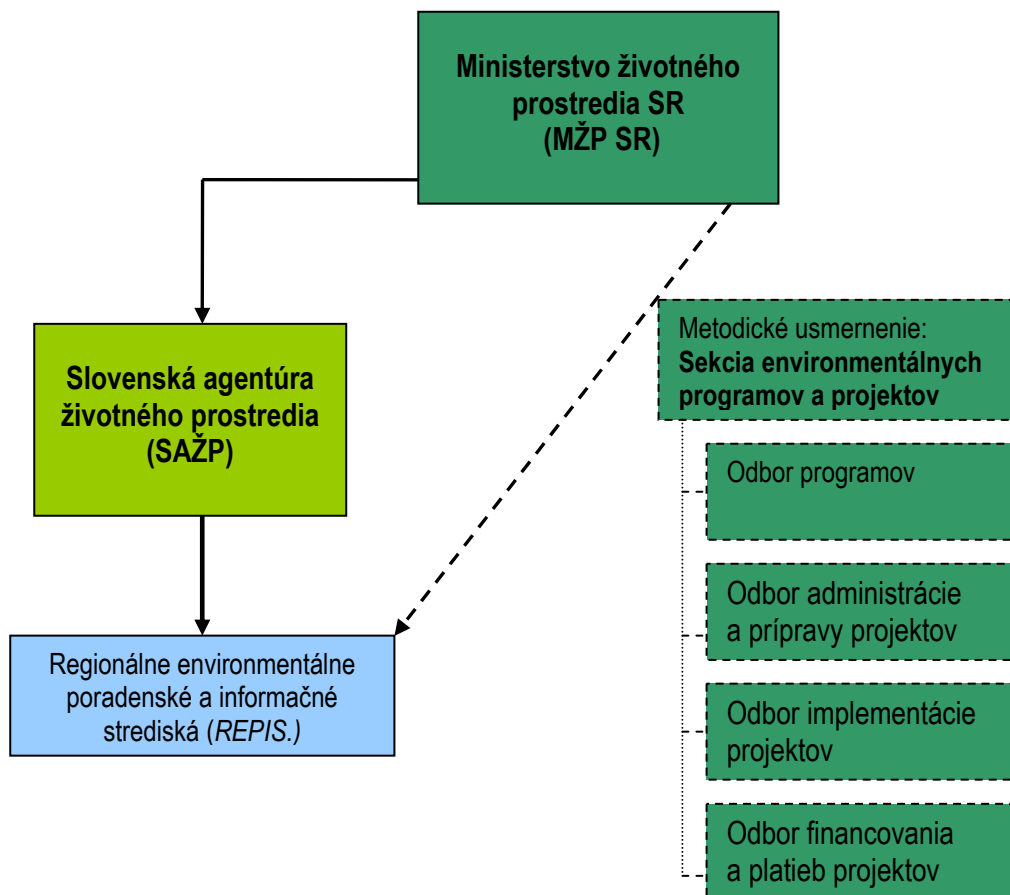 Ministerstvo životného
prostredia SR
(MŽP SR)
Slovenská agentúra
životného prostredia
(SAŽP)
Regionálne environmentálne
poradenské a informačné
strediská (REPIS.)
Metodické usmernenie:
Sekcia environmentálnych
programov a projektov
Odbor programov
Odbor administrácie
a prípravy projektov
Odbor implementácie
projektov
Odbor financovania
a platieb projektov